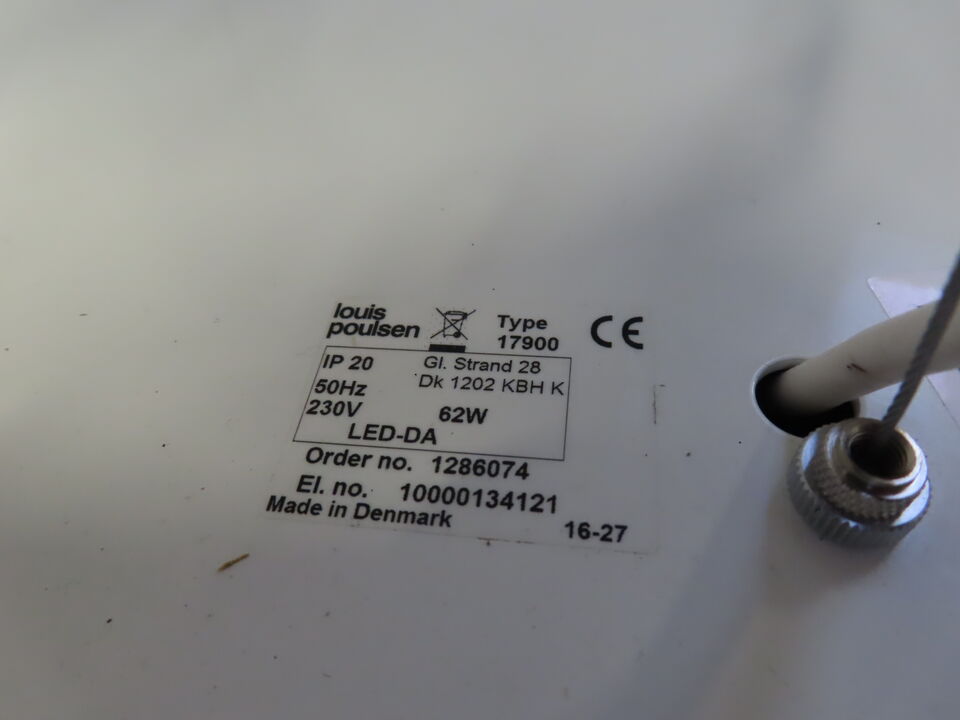 louis
poulsen
Type
17900
CE
IP 20
Gl. Strand 28
50Hz
Dk 1202 KBH K
230V
62W
LED-DA
Order no. 1286074
El. no. 10000134121
Made in Denmark
16-27